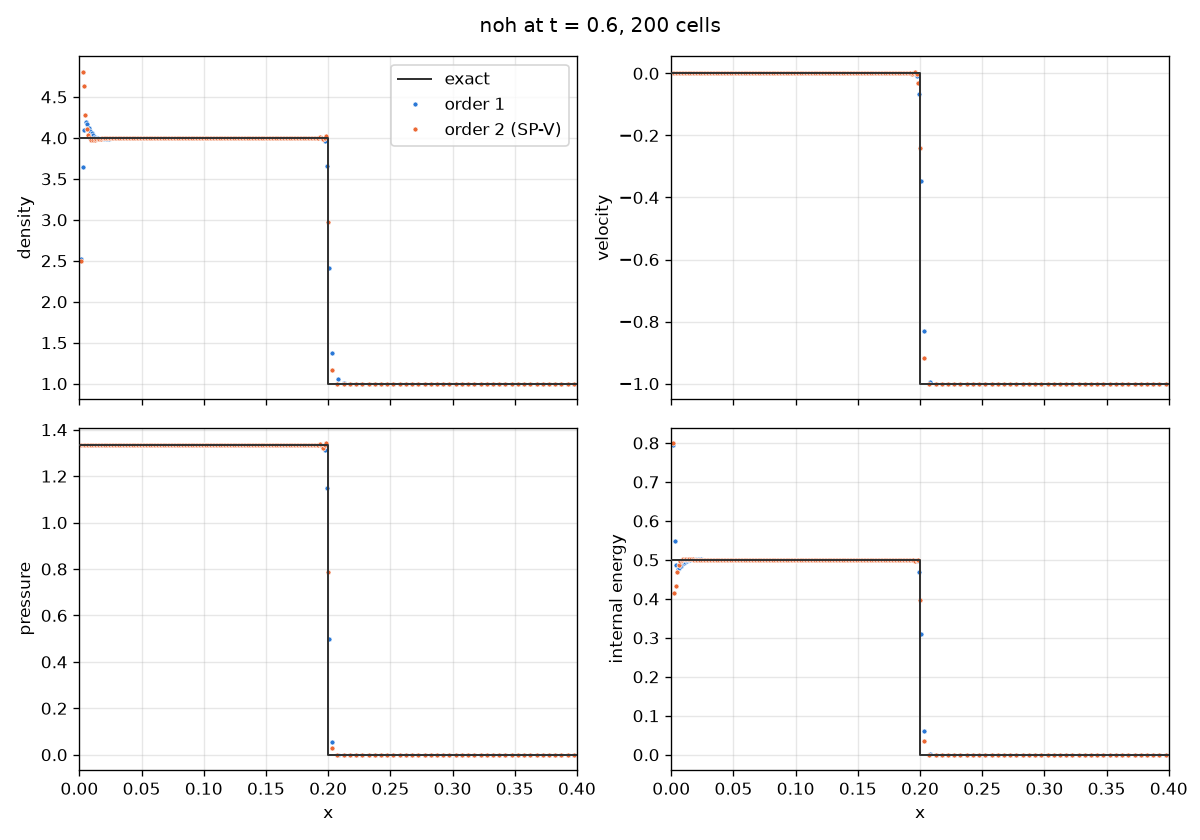 noh at t = 0.6, 200 cells
exact
order 1
order 2 (SP-V)
density
4.5
4.0
3.5
3.0
2.5
2.0
1.5
1.0
velocity
0.0
−0.2
−0.4
−0.6
−0.8
−1.0
pressure
1.4
1.2
1.0
0.8
0.6
0.4
0.2
0.0
0.00 0.05 0.10 0.15 0.20 0.25 0.30 0.35 0.40
x
internal energy
0.8
0.7
0.6
0.5
0.4
0.3
0.2
0.1
0.0
0.00 0.05 0.10 0.15 0.20 0.25 0.30 0.35 0.40
x